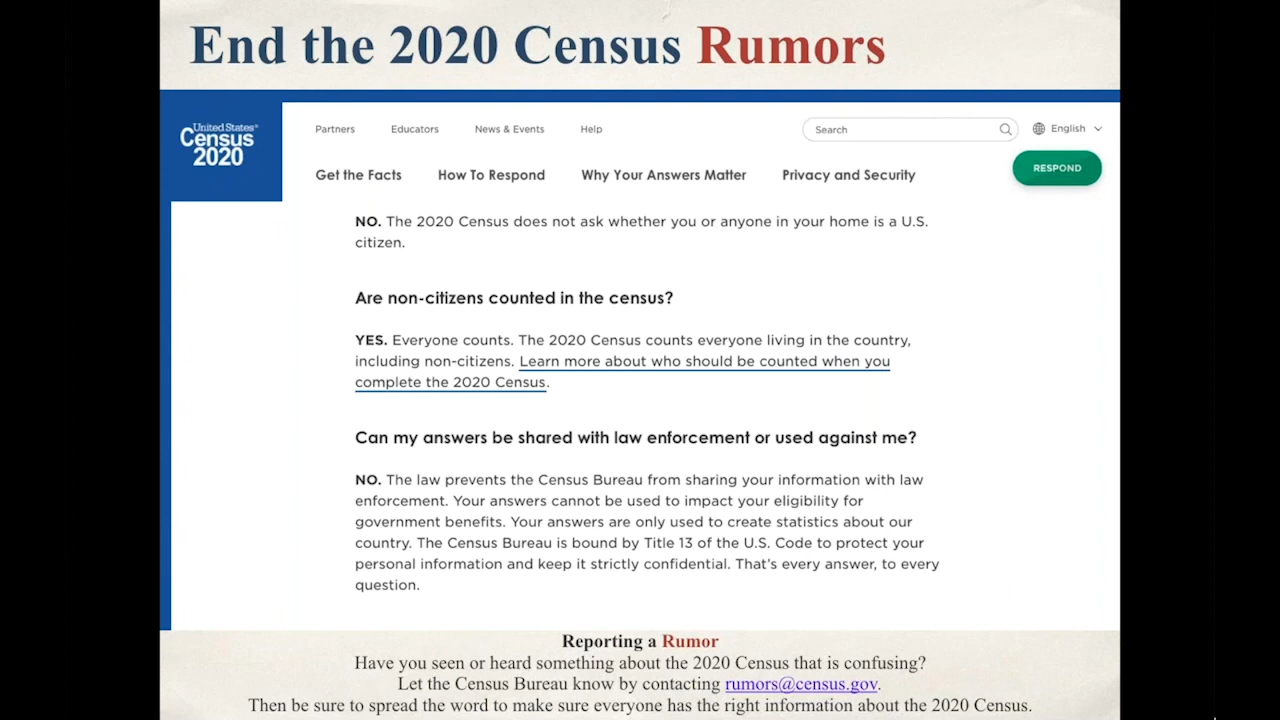 End the 2020 Census Rumors
United States®
Census
2020
Partners Educators News & Events Help Search English
Get the Facts How To Respond Why Your Answers Matter Privacy and Security RESPOND
NO. The 2020 Census does not ask whether you or anyone in your home is a U.S.
citizen.
Are non-citizens counted in the census?
YES. Everyone counts. The 2020 Census counts everyone living in the country,
including non-citizens. Learn more about who should be counted when you
complete the 2020 Census.
Can my answers be shared with law enforcement or used against me?
NO. The law prevents the Census Bureau from sharing your information with law
enforcement. Your answers cannot be used to impact your eligibility for
government benefits. Your answers are only used to create statistics about our
country. The Census Bureau is bound by Title 13 of the U.S. Code to protect your
personal information and keep it strictly confidential. That's every answer, to every
question.
Reporting a Rumor
Have you seen or heard something about the 2020 Census that is confusing?
Let the Census Bureau know by contacting rumors@census.gov.
Then be sure to spread the word to make sure everyone has the right information about the 2020 Census.